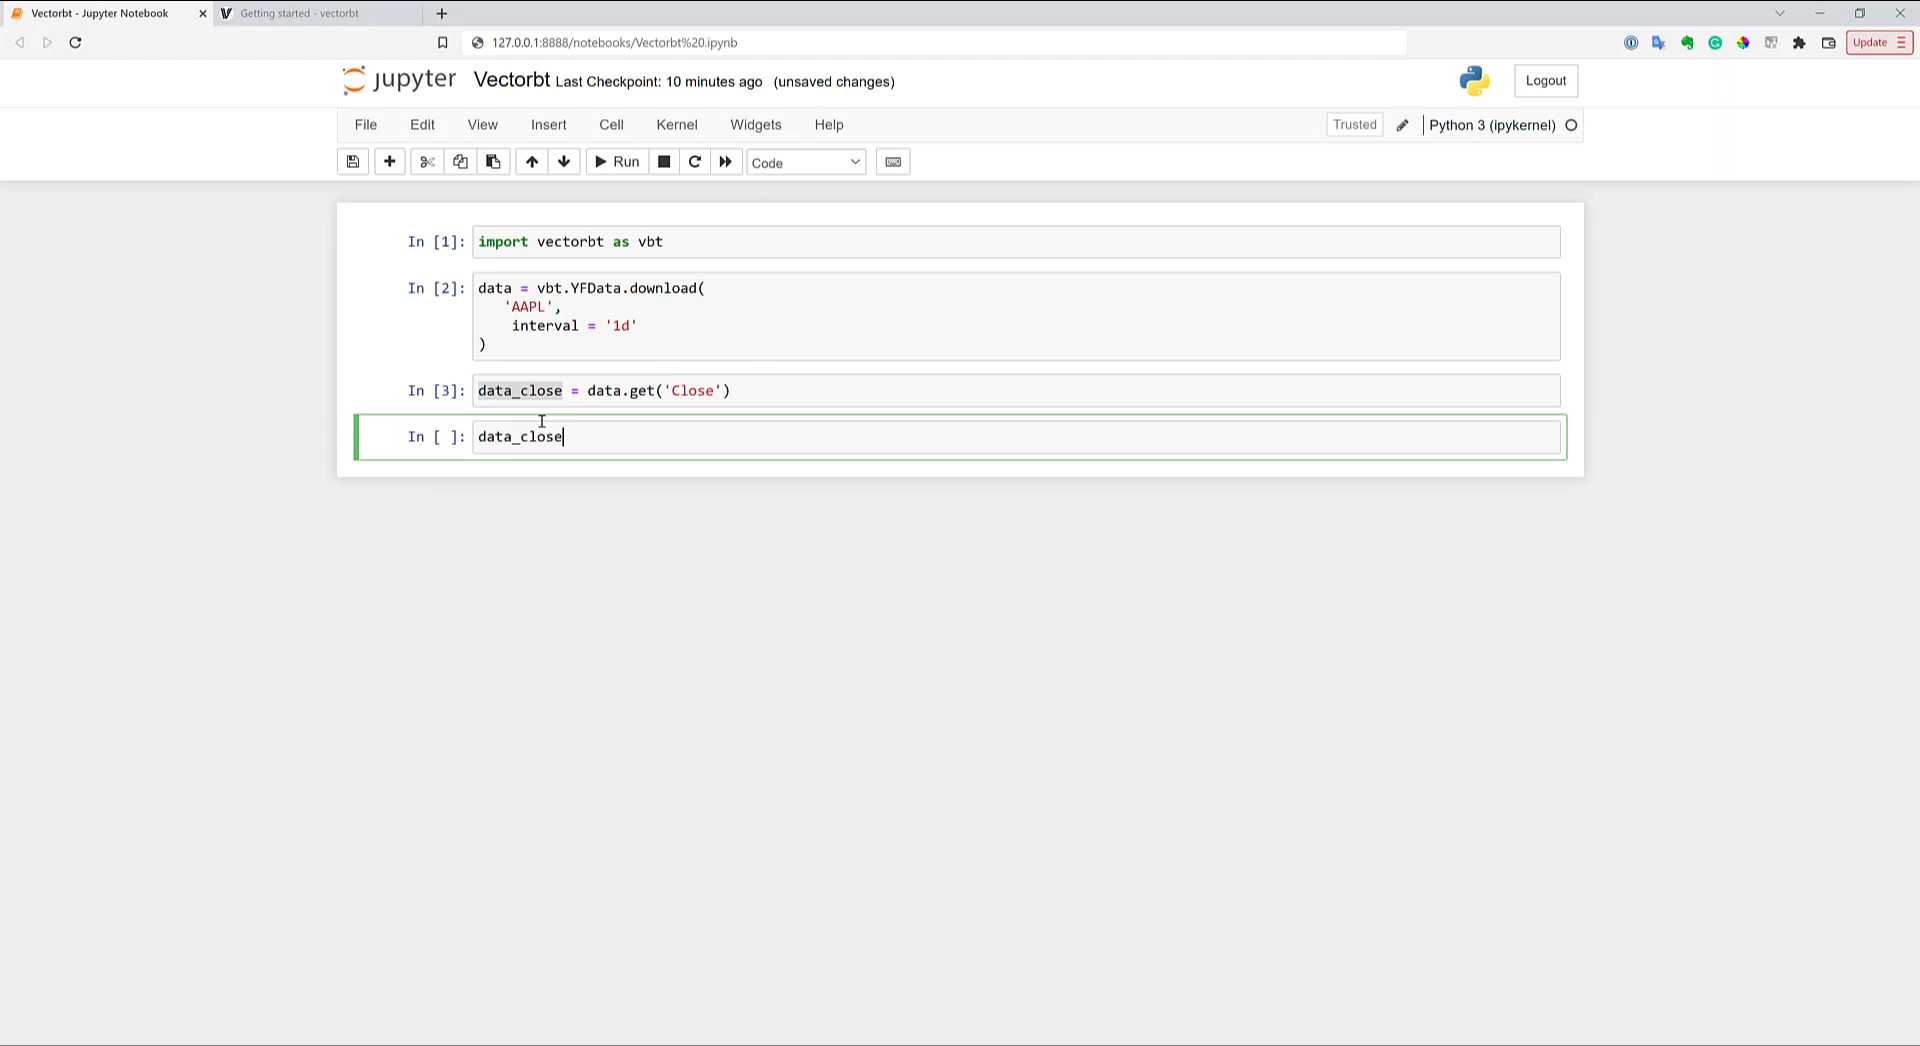 Vectorbt - Jupyter Notebook
Getting started - vectorbt
127.0.0.1:8888/notebooks/Vectorbt%20.ipynb
Update
jupyter Vectorbt Last Checkpoint: 10 minutes ago (unsaved changes)
Logout
File Edit View Insert Cell Kernel Widgets Help
Trusted
Python 3 (ipykernel)
Run
Code
In [1]: import vectorbt as vbt
In [2]: data = vbt.YFData.download(
'AAPL',
interval = '1d'
)
In [3]: data_close = data.get('Close')
In [ ]: data_close